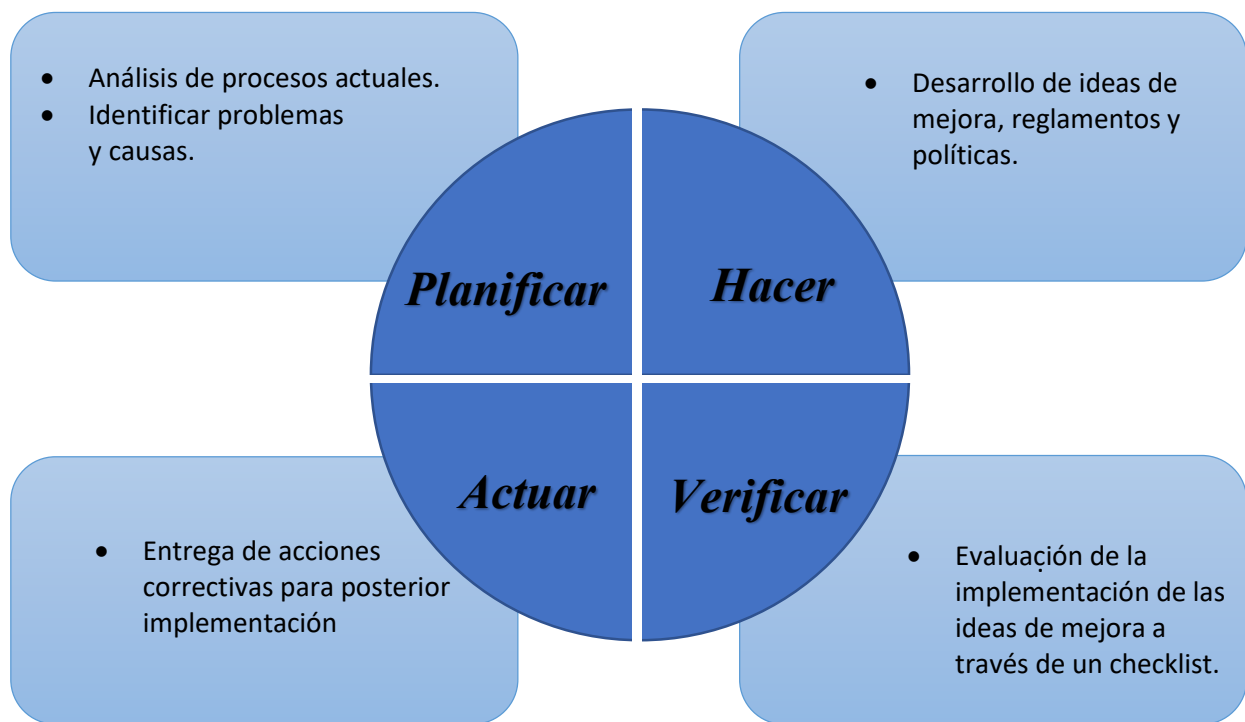 • Análisis de procesos actuales.
• Identificar problemas
y causas.
• Desarrollo de ideas de
mejora, reglamentos y
políticas.
Planificar
Hacer
Actuar
Verificar
• Entrega de acciones
correctivas para posterior
implementación
• Evaluación de la
implementación de las
ideas de mejora a
través de un checklist.